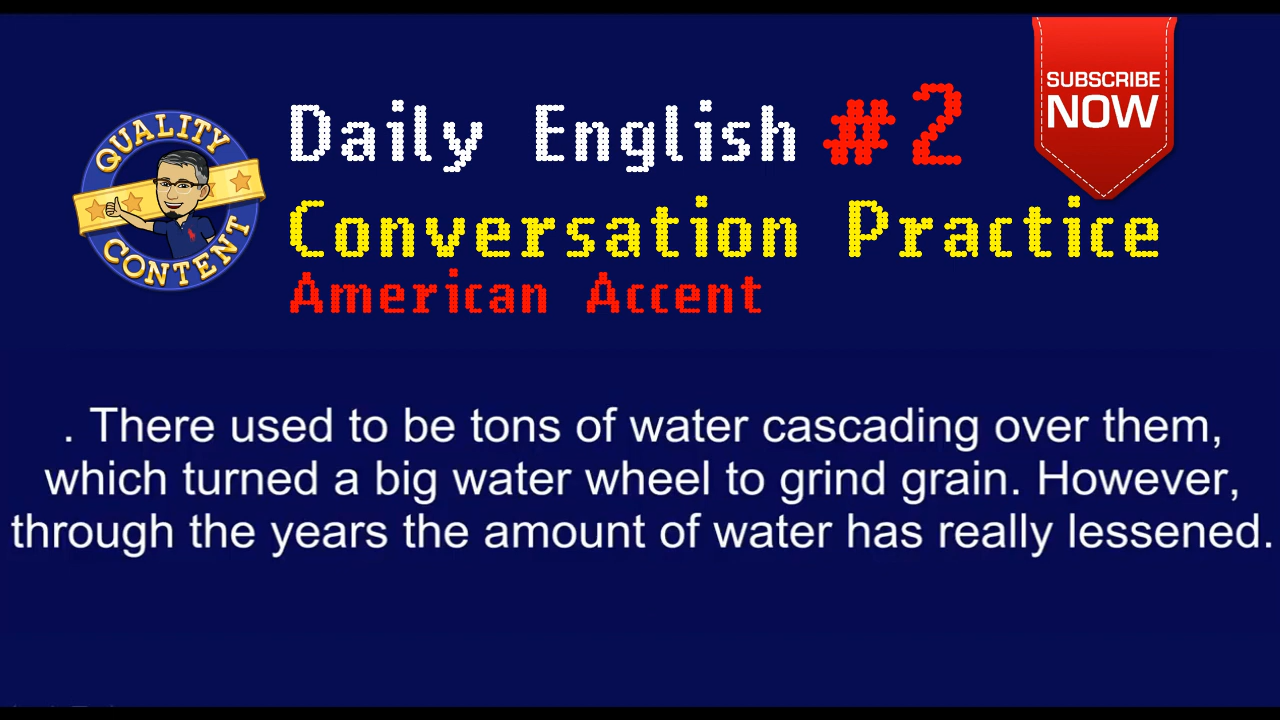 QUALITY
CONTENT
Daily English #2
SUBSCRIBE
NOW
Conversation Practice
American Accent
. There used to be tons of water cascading over them,
which turned a big water wheel to grind grain. However,
through the years the amount of water has really lessened.